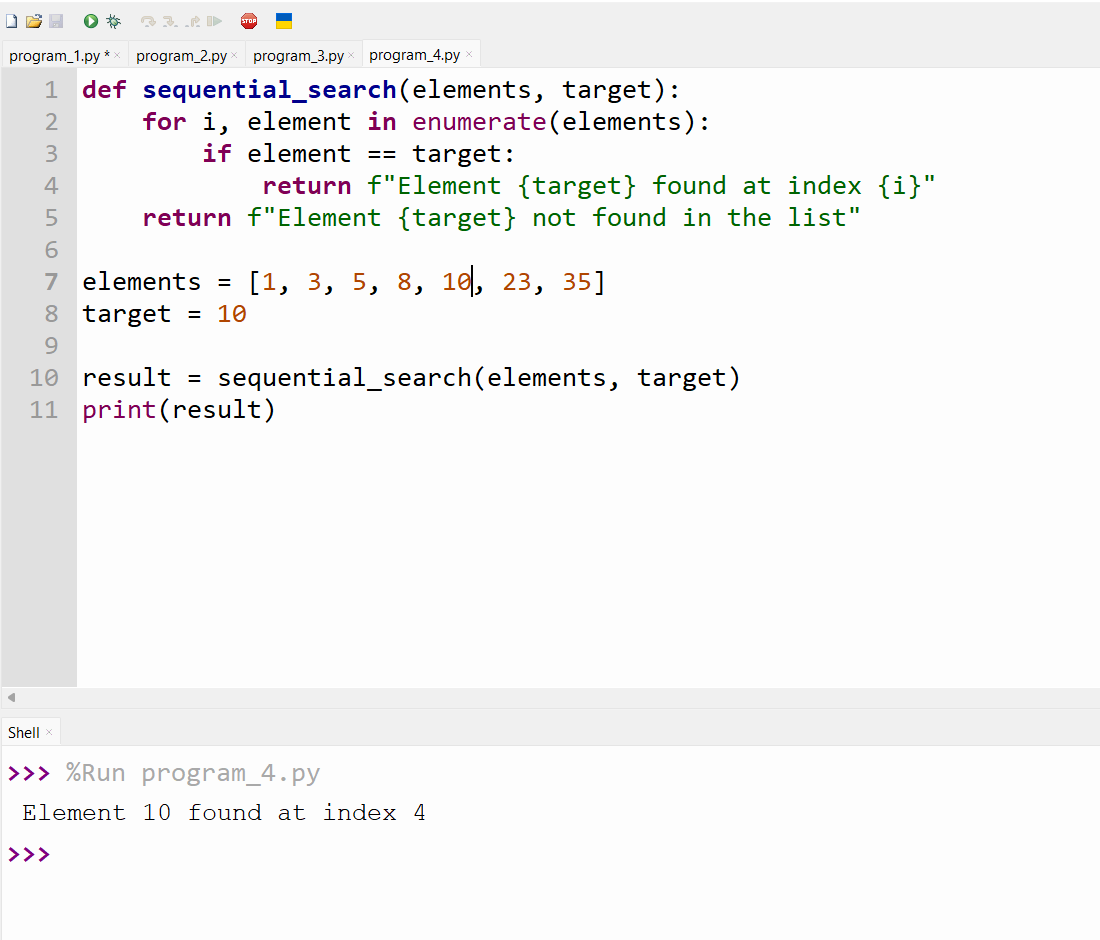 STOP
program_1.py * × program_2.py × program_3.py × program_4.py ×
1 def sequential_search(elements, target):
2     for i, element in enumerate(elements):
3         if element == target:
4             return f"Element {target} found at index {i}"
5     return f"Element {target} not found in the list"
6
7 elements = [1, 3, 5, 8, 10, 23, 35]
8 target = 10
9
10 result = sequential_search(elements, target)
11 print(result)
Shell ×
>>> %Run program_4.py
Element 10 found at index 4
>>>